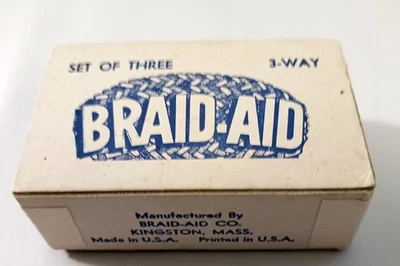 SET OF THREE 3-WAY
BRAID-AID
Manufactured By
BRAID-AID CO.
KINGSTON, MASS.
Made in U.S.A. Printed in U.S.A.